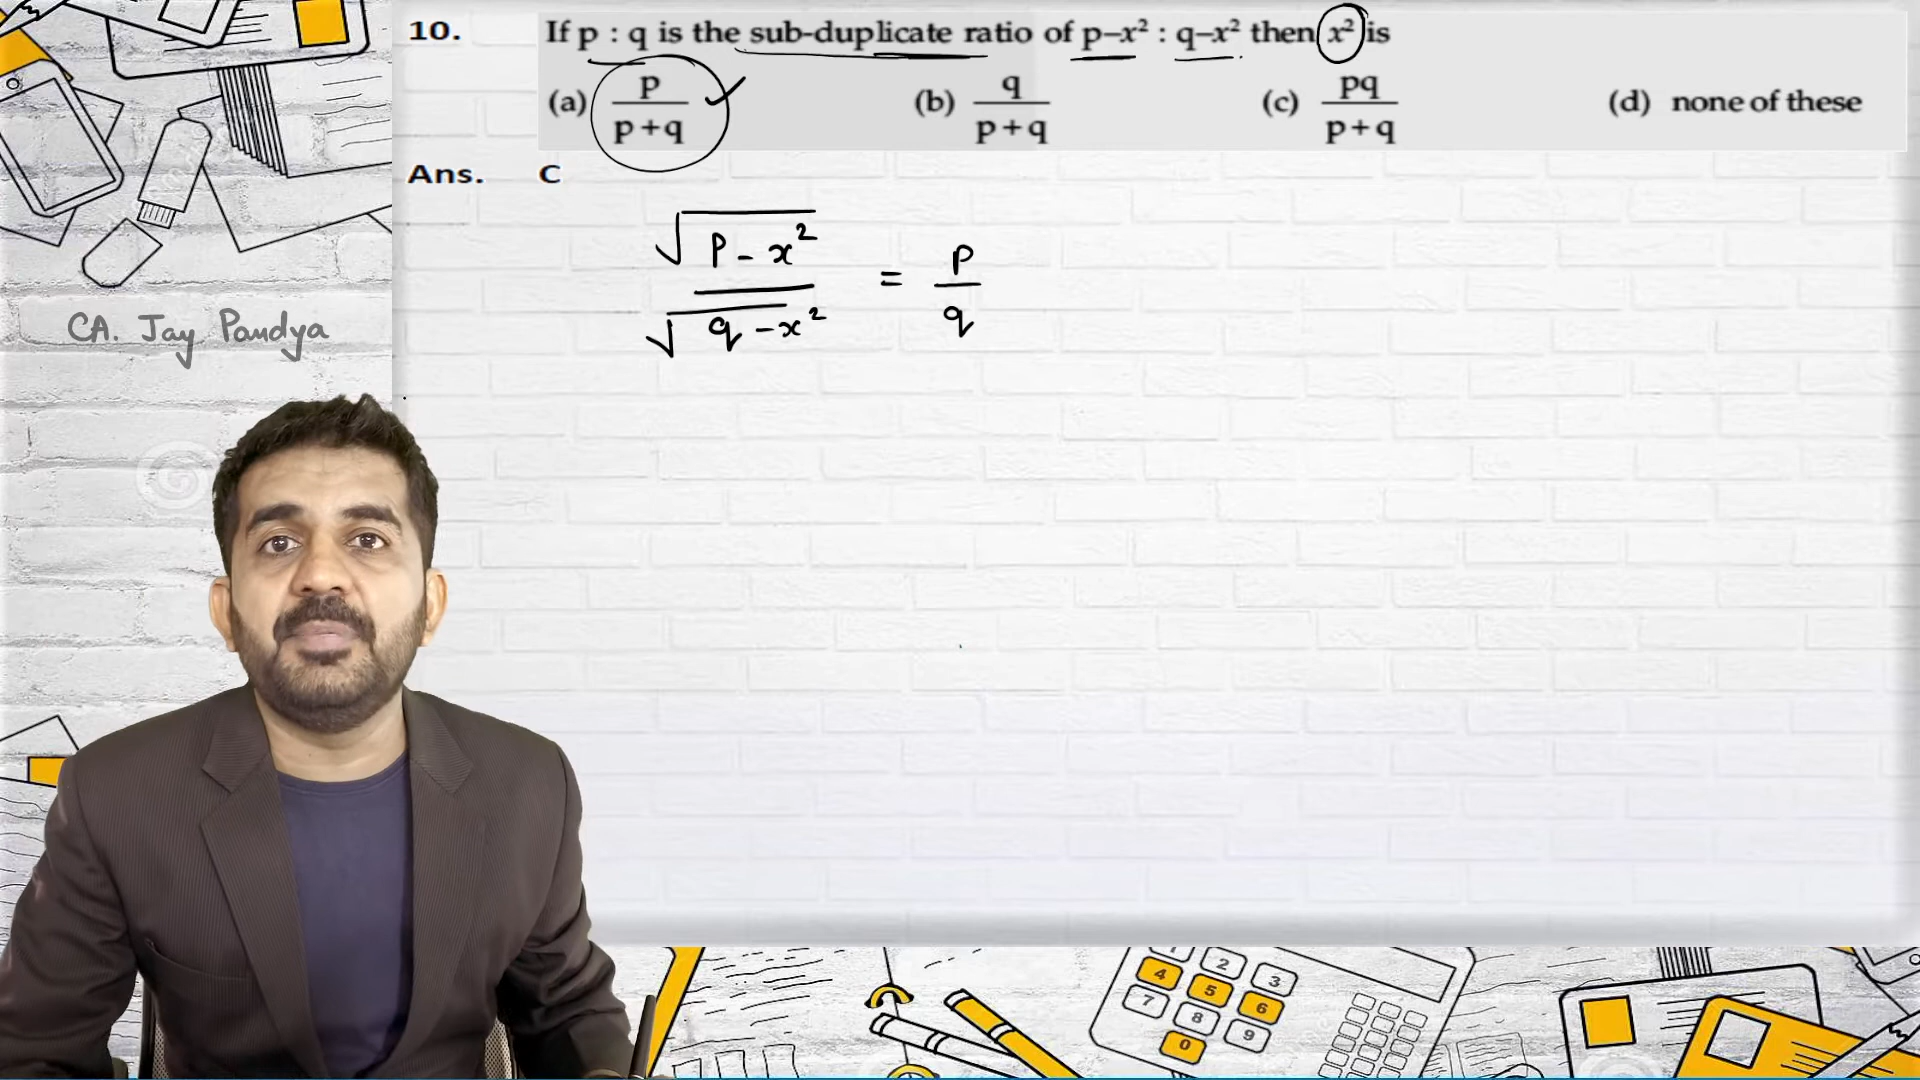 10. If p : q is the sub-duplicate ratio of p–x² : q–x² then x² is
(a) p/p+q ✓ (b) q/p+q (c) pq/p+q (d) none of these
Ans. C
√p - x² / √q - x² = p/q
CA. Jay Pandya
1 2 3
4 5 6
7 8 9
0